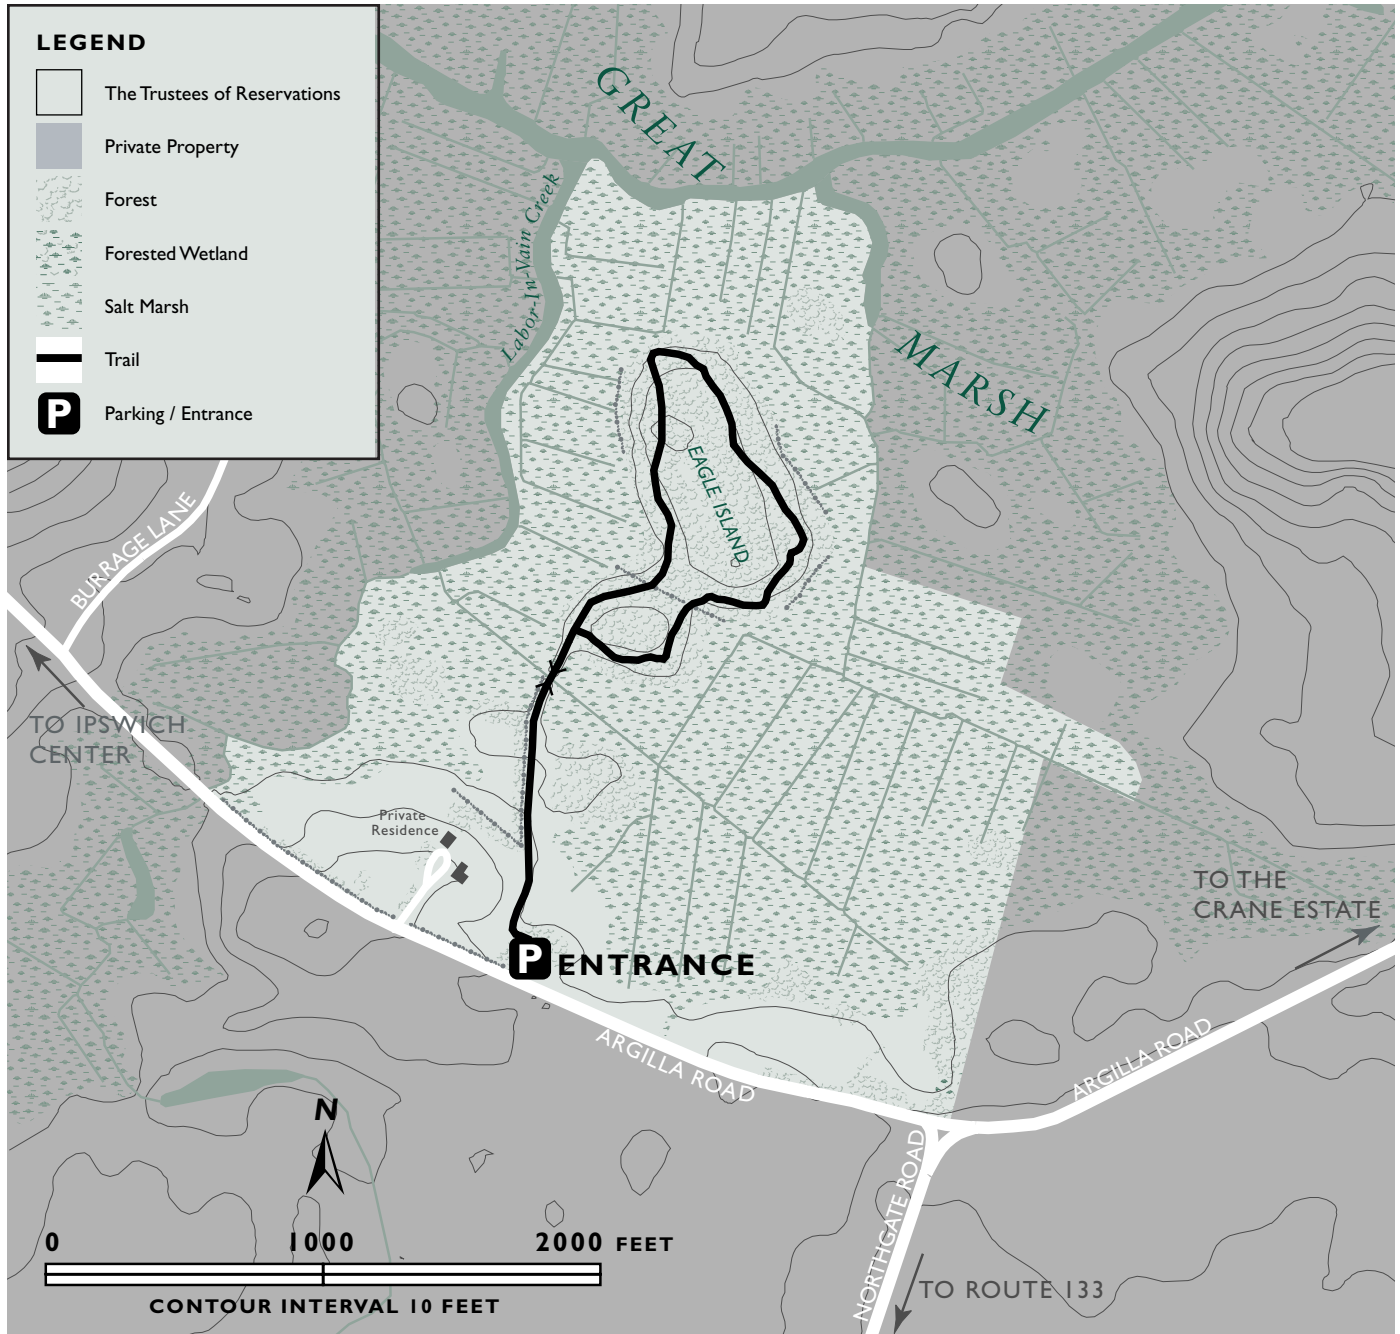 LEGEND
The Trustees of Reservations
Private Property
Forest
Forested Wetland
Salt Marsh
Trail
P
Parking / Entrance
GREAT
MARSH
Labor-In-Vain Creek
EAGLE ISLAND
BURRAGE LANE
TO IPSWICH
CENTER
Private
Residence
TO THE
CRANE ESTATE
P
ENTRANCE
ARGILLA ROAD
ARGILLA ROAD
NORTHGATE ROAD
TO ROUTE 133
N
0 1000 2000 FEET
CONTOUR INTERVAL 10 FEET